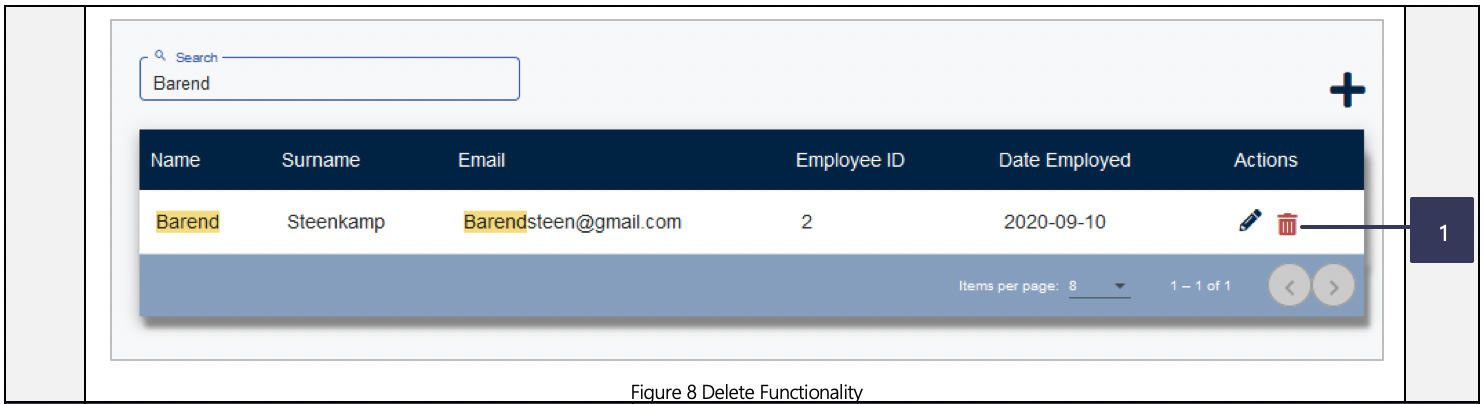 Search
Barend
Name Surname Email Employee ID Date Employed Actions
Barend Steenkamp Barendsteen@gmail.com 2 2020-09-10
1
Items per page: 8 1 – 1 of 1
Figure 8 Delete Functionality